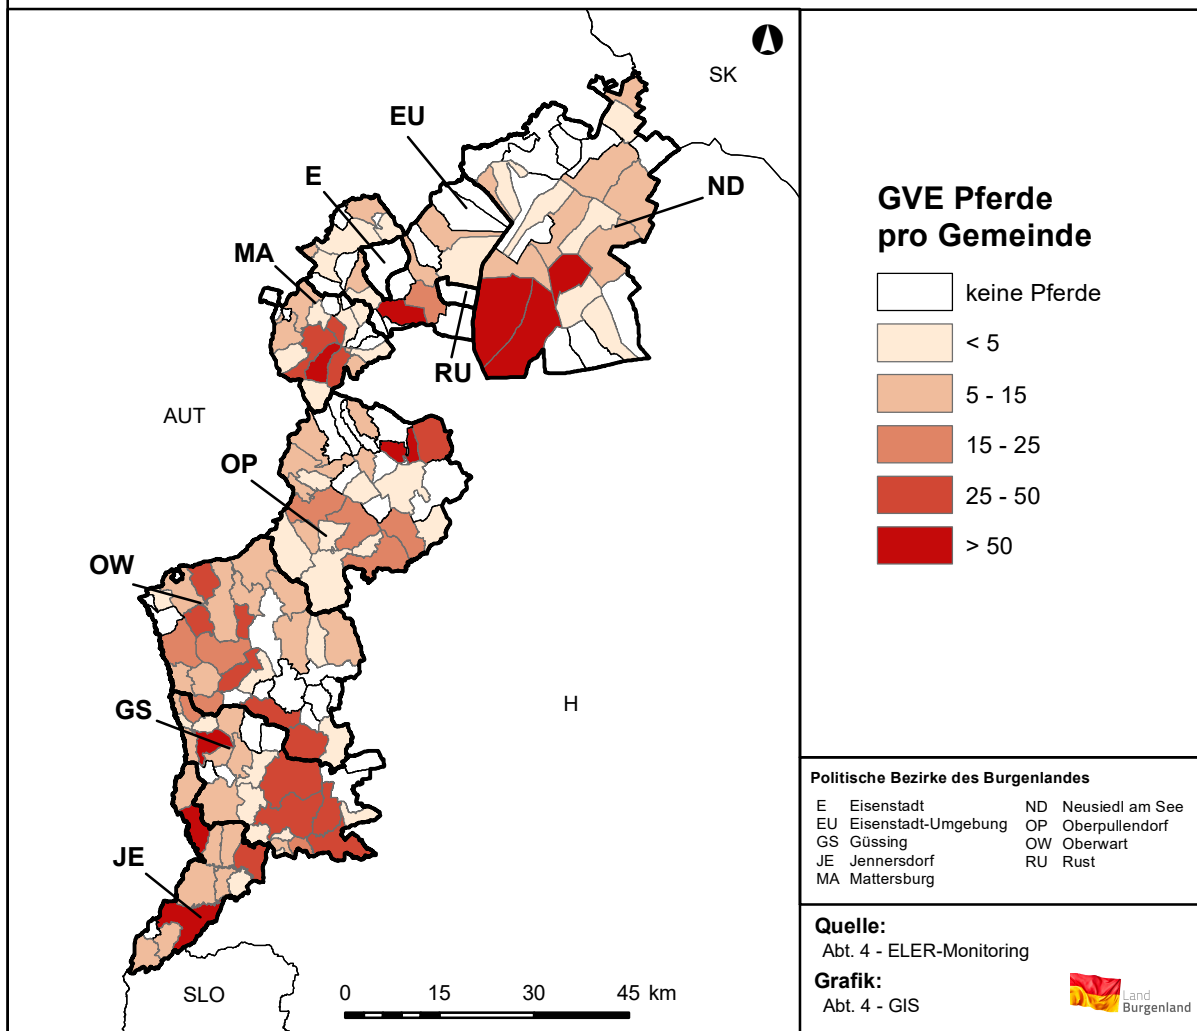 SK
EU
E
ND
MA
RU
AUT
OP
OW
H
GS
JE
SLO
0 15 30 45 km
GVE Pferde
pro Gemeinde
keine Pferde
< 5
5 - 15
15 - 25
25 - 50
> 50
Politische Bezirke des Burgenlandes
E Eisenstadt
EU Eisenstadt-Umgebung
GS Güssing
JE Jennersdorf
MA Mattersburg
ND Neusiedl am See
OP Oberpullendorf
OW Oberwart
RU Rust
Quelle:
Abt. 4 - ELER-Monitoring
Grafik:
Abt. 4 - GIS
Land
Burgenland